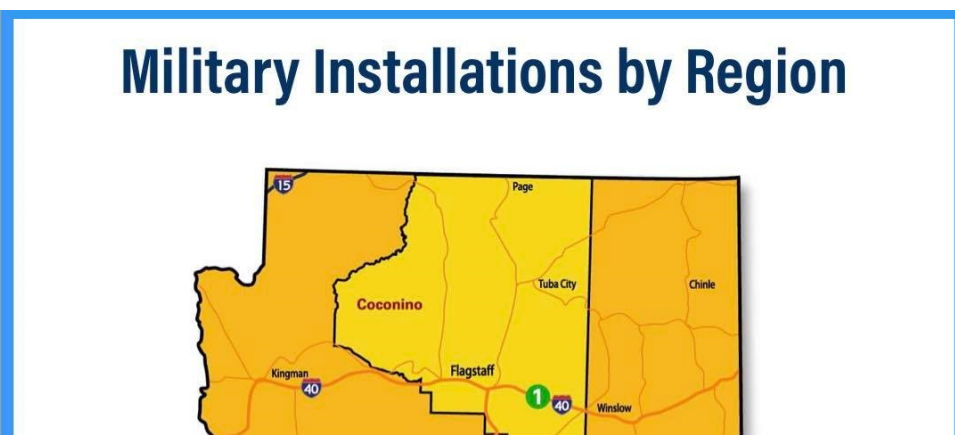 Military Installations by Region
15
Page
Tuba City
Chinle
Coconino
Kingman
Flagstaff
40
1
40
Winslow